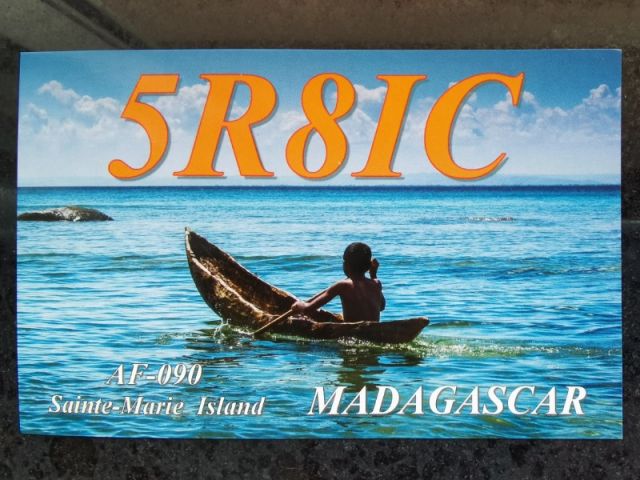 5R8IC
AF-090
Sainte-Marie Island
MADAGASCAR